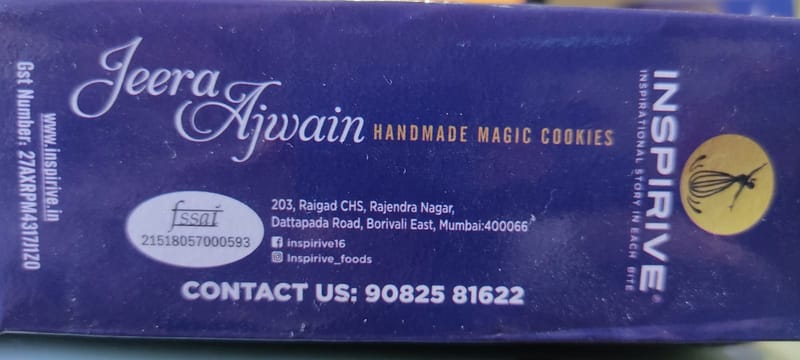 Jeera
Ajwain HANDMADE MAGIC COOKIES
fssai
21518057000593
203, Raigad CHS, Rajendra Nagar,
Dattapada Road, Borivali East, Mumbai:400066
inspirive16
Inspirive_foods
CONTACT US: 90825 81622
www.inspirive.in
Gst Number: 27AXRPM4317J1Z0
INSPIRIVE®
INSPIRATIONAL STORY IN EACH BITE